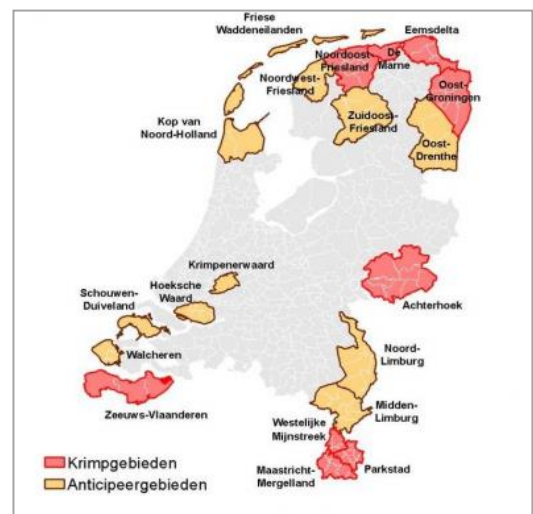 Friese
Waddeneilanden
Eemsdelta
De
Marne
Noordoost-
Friesland
Noordwest-
Friesland
Oost-
Groningen
Kop van
Noord-Holland
Zuidoost-
Friesland
Oost-
Drenthe
Krimpenerwaard
Hoeksche
Waard
Schouwen-
Duiveland
Achterhoek
Walcheren
Noord-
Limburg
Zeeuws-Vlaanderen
Midden-
Limburg
Westelijke
Mijnstreek
Maastricht-
Mergelland
Parkstad
Krimpgebieden
Anticipeergebieden